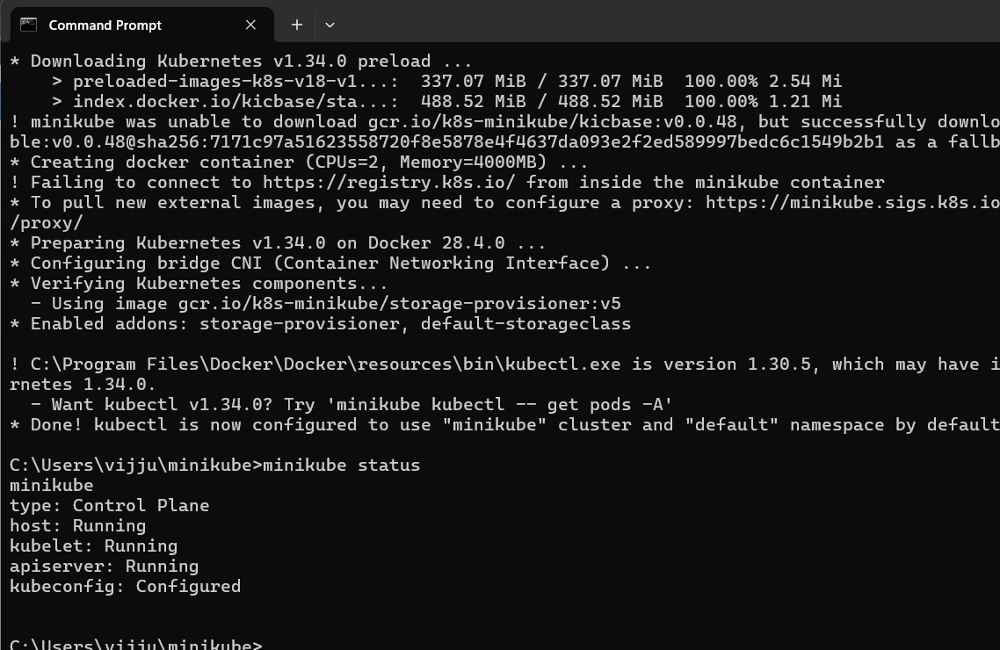 Command Prompt
* Downloading Kubernetes v1.34.0 preload ...
    > preloaded-images-k8s-v18-v1...:  337.07 MiB / 337.07 MiB  100.00% 2.54 Mi
    > index.docker.io/kicbase/sta...:  488.52 MiB / 488.52 MiB  100.00% 1.21 Mi
! minikube was unable to download gcr.io/k8s-minikube/kicbase:v0.0.48, but successfully downlo
ble:v0.0.48@sha256:7171c97a51623558720f8e5878e4f4637da093e2f2ed589997bedc6c1549b2b1 as a fallb
* Creating docker container (CPUs=2, Memory=4000MB) ...
! Failing to connect to https://registry.k8s.io/ from inside the minikube container
* To pull new external images, you may need to configure a proxy: https://minikube.sigs.k8s.io
/proxy/
* Preparing Kubernetes v1.34.0 on Docker 28.4.0 ...
* Configuring bridge CNI (Container Networking Interface) ...
* Verifying Kubernetes components...
  - Using image gcr.io/k8s-minikube/storage-provisioner:v5
* Enabled addons: storage-provisioner, default-storageclass

! C:\Program Files\Docker\Docker\resources\bin\kubectl.exe is version 1.30.5, which may have i
rnetes 1.34.0.
  - Want kubectl v1.34.0? Try 'minikube kubectl -- get pods -A'
* Done! kubectl is now configured to use "minikube" cluster and "default" namespace by default

C:\Users\vijju\minikube>minikube status
minikube
type: Control Plane
host: Running
kubelet: Running
apiserver: Running
kubeconfig: Configured

C:\Users\vijju\minikube>